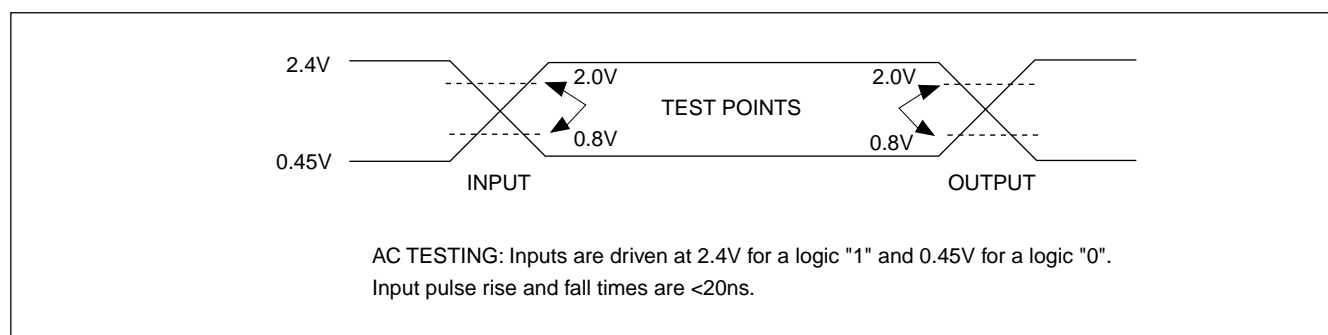 2.4V
2.0V
2.0V
TEST POINTS
0.8V
0.8V
0.45V
INPUT
OUTPUT
AC TESTING: Inputs are driven at 2.4V for a logic "1" and 0.45V for a logic "0".
Input pulse rise and fall times are <20ns.